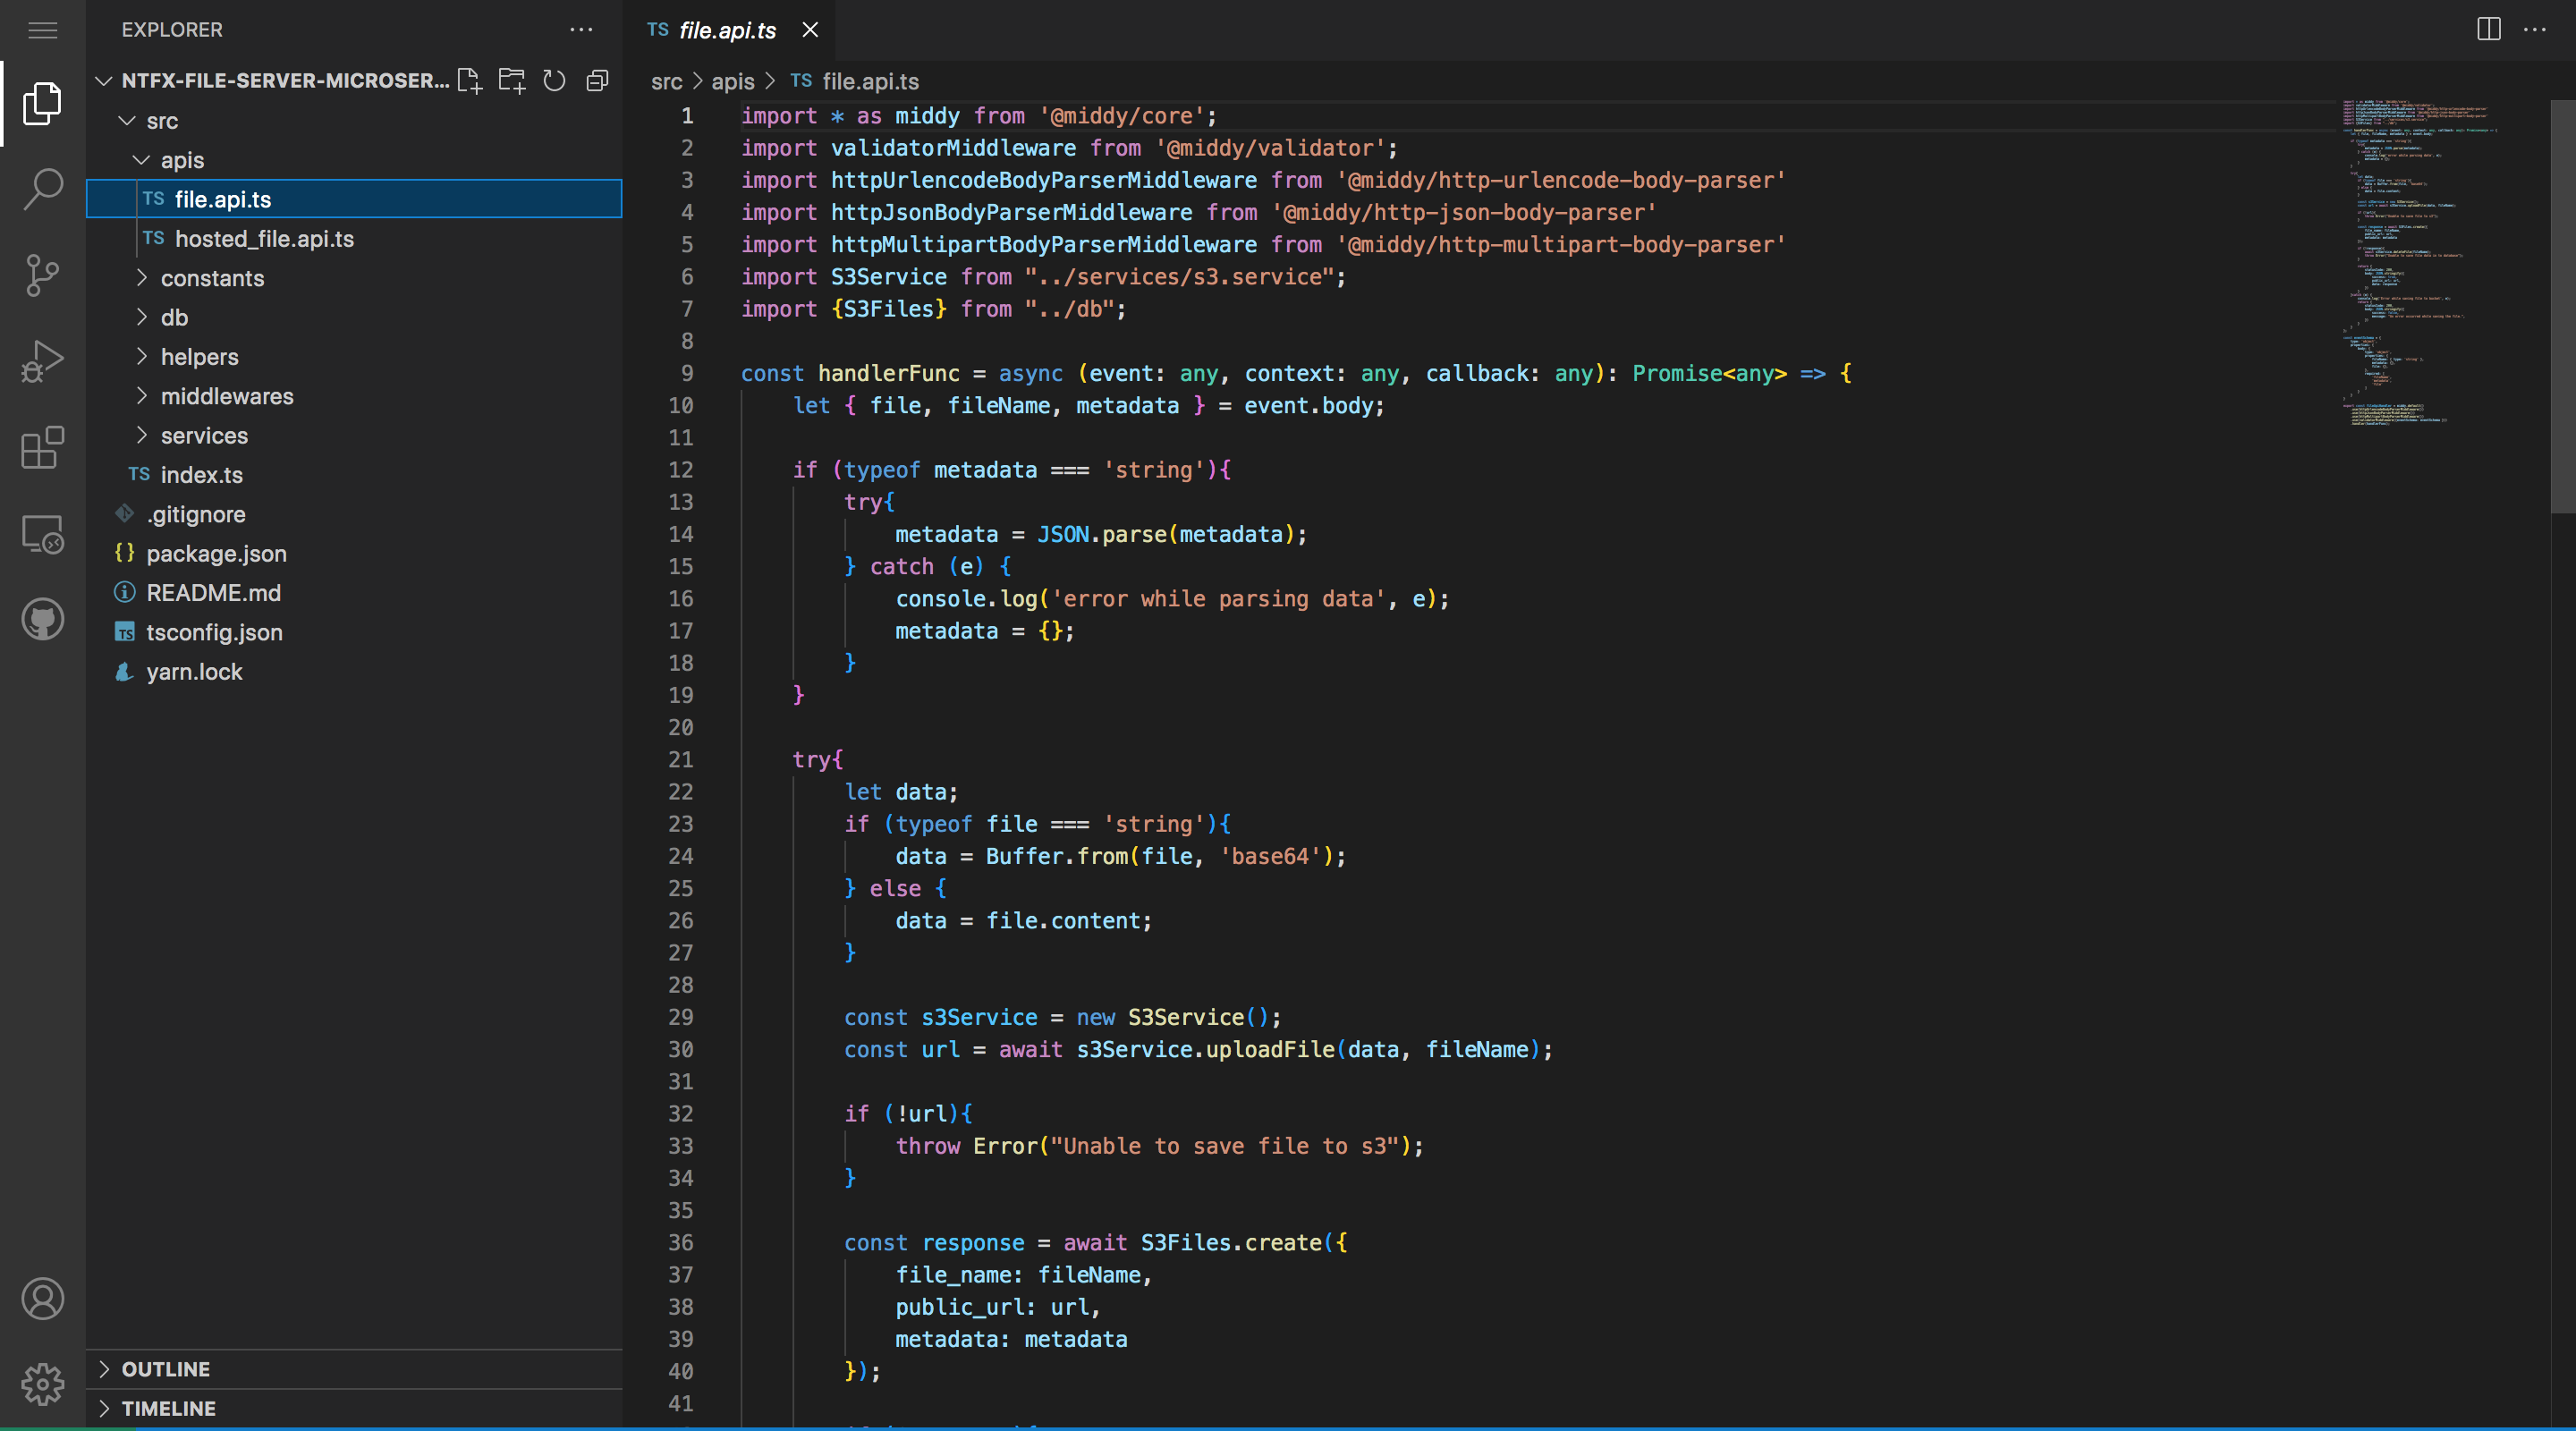 EXPLORER
NTFX-FILE-SERVER-MICROSER...
src
apis
TS file.api.ts
TS hosted_file.api.ts
constants
db
helpers
middlewares
services
TS index.ts
.gitignore
{} package.json
README.md
TS tsconfig.json
yarn.lock
OUTLINE
TIMELINE
TS file.api.ts
src > apis > TS file.api.ts
1 import * as middy from '@middy/core';
2 import validatorMiddleware from '@middy/validator';
3 import httpUrlencodeBodyParserMiddleware from '@middy/http-urlencode-body-parser'
4 import httpJsonBodyParserMiddleware from '@middy/http-json-body-parser'
5 import httpMultipartBodyParserMiddleware from '@middy/http-multipart-body-parser'
6 import S3Service from "../services/s3.service";
7 import {S3Files} from "../db";
8
9 const handlerFunc = async (event: any, context: any, callback: any): Promise<any> => {
10 let { file, fileName, metadata } = event.body;
11
12 if (typeof metadata === 'string'){
13 try{
14 metadata = JSON.parse(metadata);
15 } catch (e) {
16 console.log('error while parsing data', e);
17 metadata = {};
18 }
19 }
20
21 try{
22 let data;
23 if (typeof file === 'string'){
24 data = Buffer.from(file, 'base64');
25 } else {
26 data = file.content;
27 }
28
29 const s3Service = new S3Service();
30 const url = await s3Service.uploadFile(data, fileName);
31
32 if (!url){
33 throw Error("Unable to save file to s3");
34 }
35
36 const response = await S3Files.create({
37 file_name: fileName,
38 public_url: url,
39 metadata: metadata
40 });
41